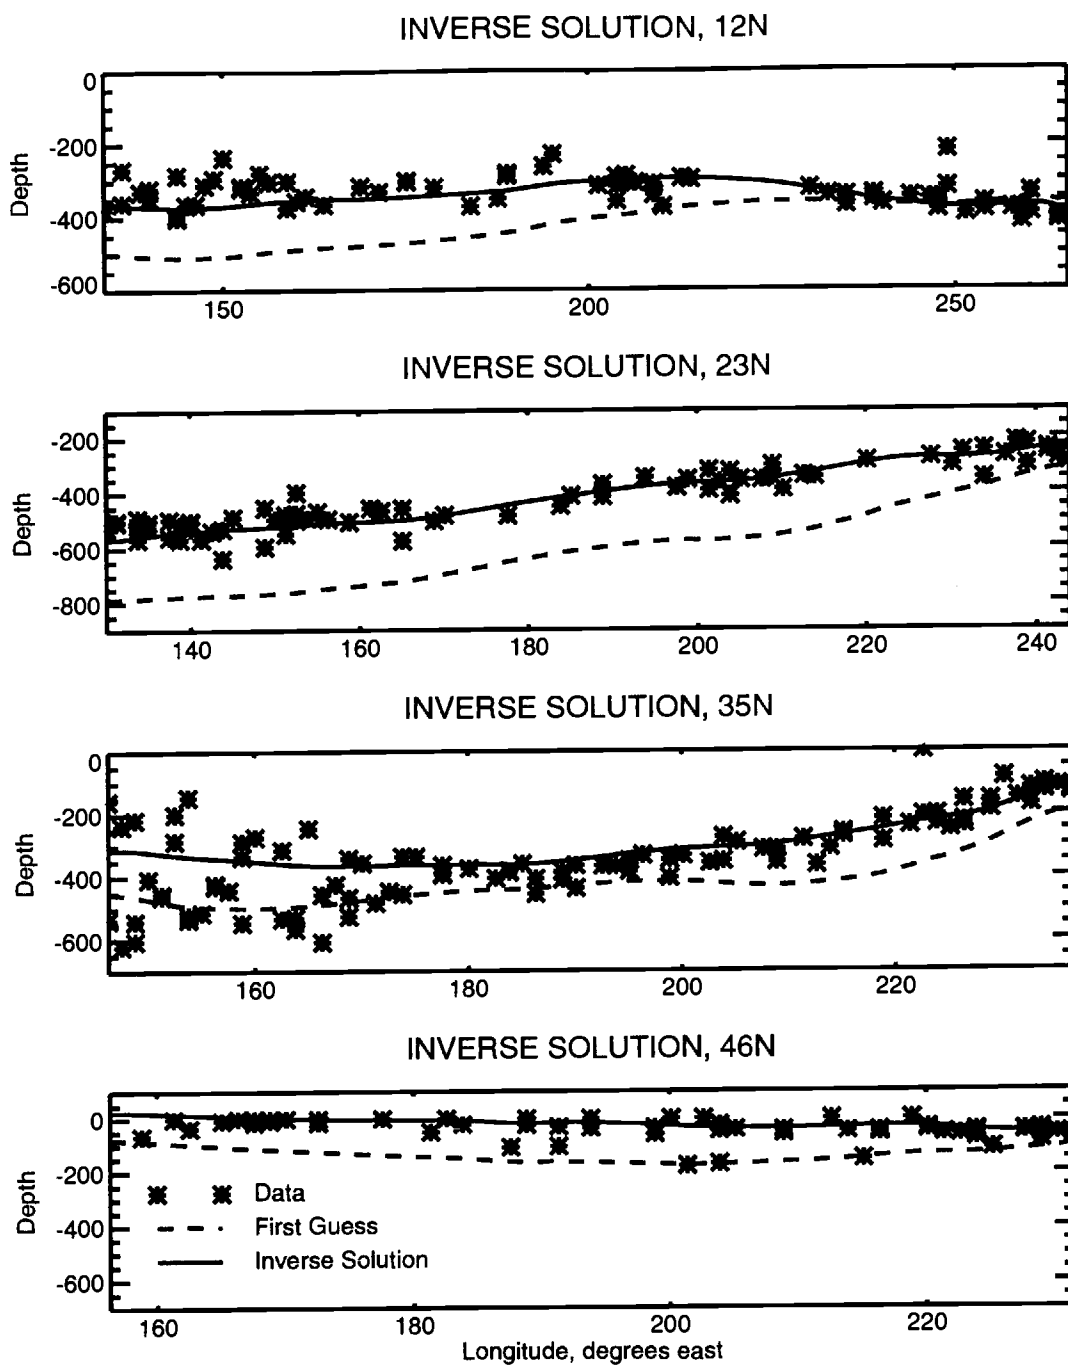 INVERSE SOLUTION, 12N
0
-200
-400
-600
Depth
150
200
250
INVERSE SOLUTION, 23N
-200
-400
-600
-800
Depth
140
160
180
200
220
240
INVERSE SOLUTION, 35N
0
-200
-400
-600
Depth
160
180
200
220
INVERSE SOLUTION, 46N
0
-200
-400
-600
Depth
Data
First Guess
Inverse Solution
160
180
200
220
Longitude, degrees east